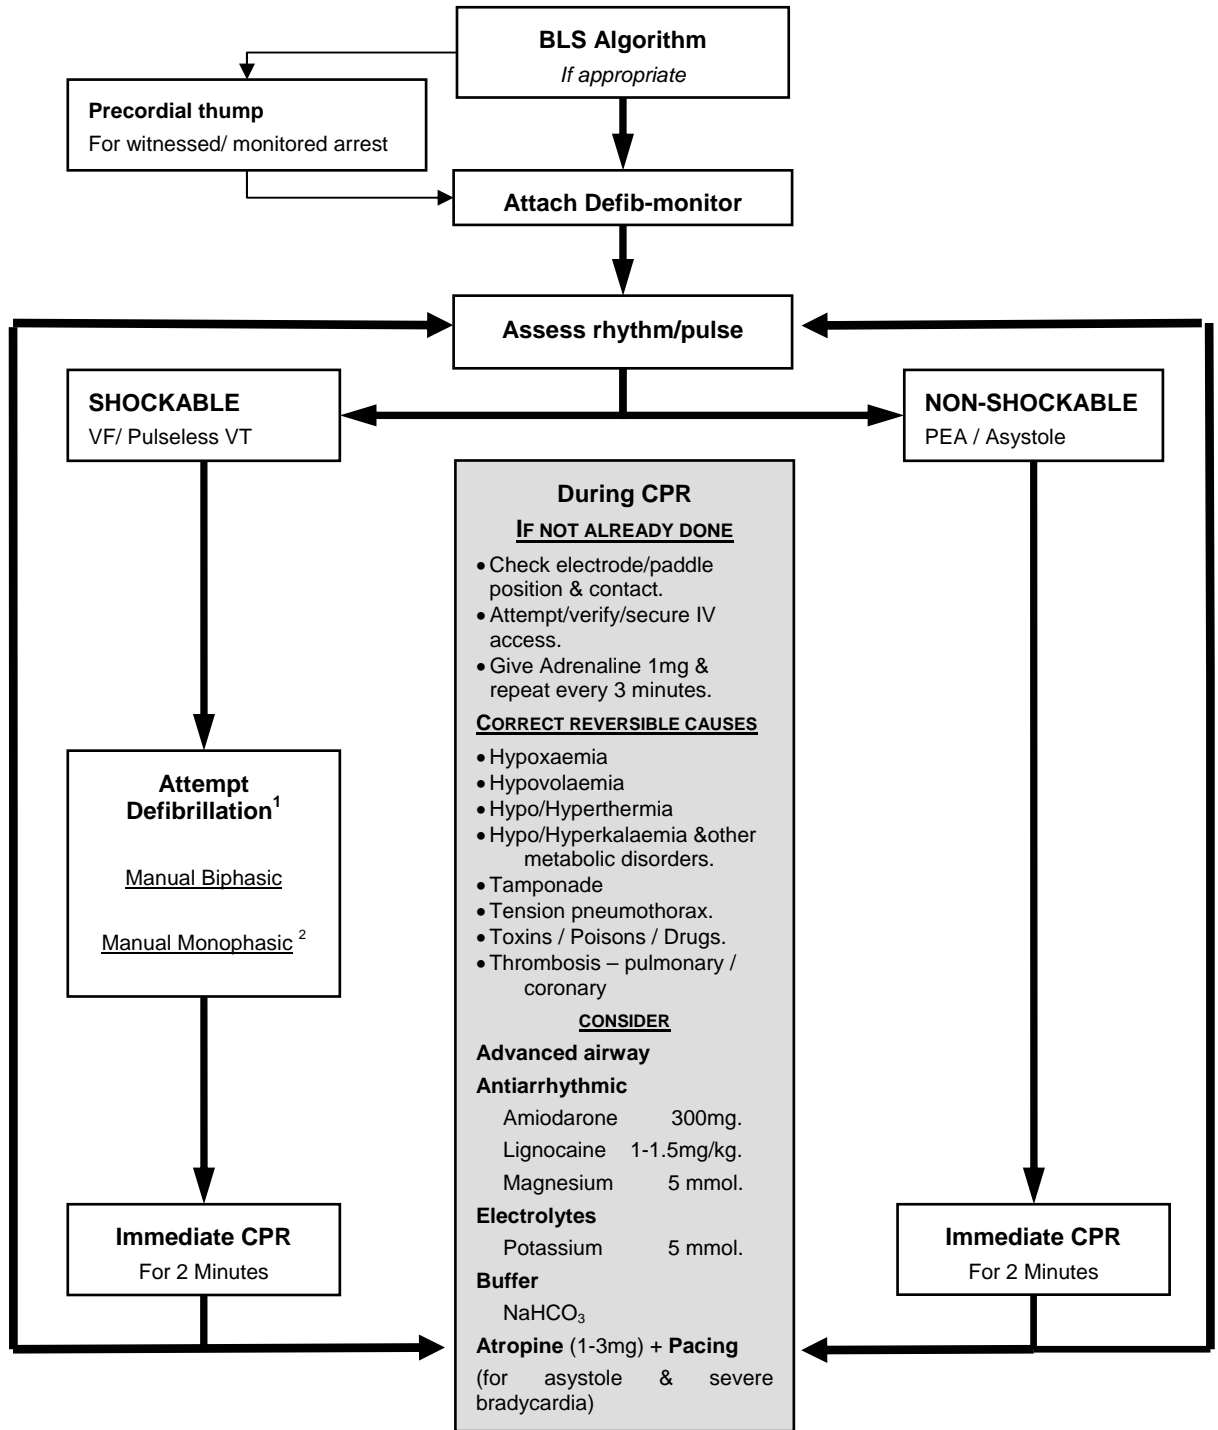 BLS Algorithm
If appropriate
Precordial thump
For witnessed/ monitored arrest
Attach Defib-monitor
Assess rhythm/pulse
SHOCKABLE
VF/ Pulseless VT
NON-SHOCKABLE
PEA / Asystole
During CPR
IF NOT ALREADY DONE
• Check electrode/paddle
position & contact.
• Attempt/verify/secure IV
access.
• Give Adrenaline 1mg &
repeat every 3 minutes.
CORRECT REVERSIBLE CAUSES
• Hypoxaemia
• Hypovolaemia
• Hypo/Hyperthermia
• Hypo/Hyperkalaemia &other
metabolic disorders.
• Tamponade
• Tension pneumothorax.
• Toxins / Poisons / Drugs.
• Thrombosis – pulmonary /
coronary
CONSIDER
Advanced airway
Antiarrhythmic
Amiodarone 300mg.
Lignocaine 1-1.5mg/kg.
Magnesium 5 mmol.
Electrolytes
Potassium 5 mmol.
Buffer
NaHCO₃
Atropine (1-3mg) + Pacing
(for asystole & severe
bradycardia)
Attempt
Defibrillation¹
Manual Biphasic
Manual Monophasic ²
Immediate CPR
For 2 Minutes
Immediate CPR
For 2 Minutes